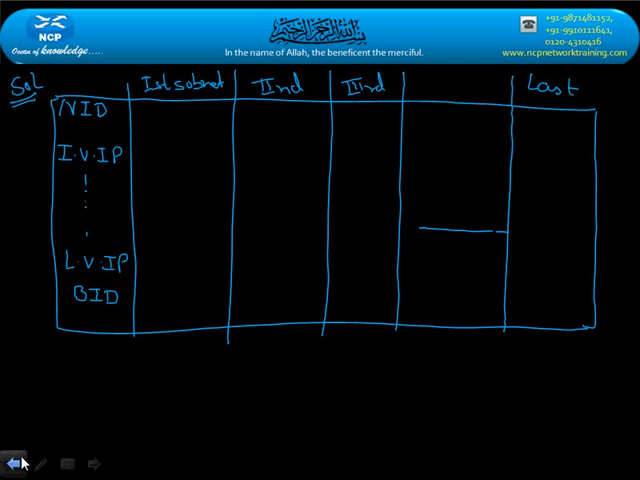 NCP
Ocean of knowledge.....
بسم الله الرحمن الرحيم
In the name of Allah, the beneficent the merciful.
+91-9871481152,
+91-9910111641,
0120-4310416
www.ncpnetworktraining.com
Sol
Ist subnet IInd IIIrd Last
NID
I.V.IP
L.V.IP
BID